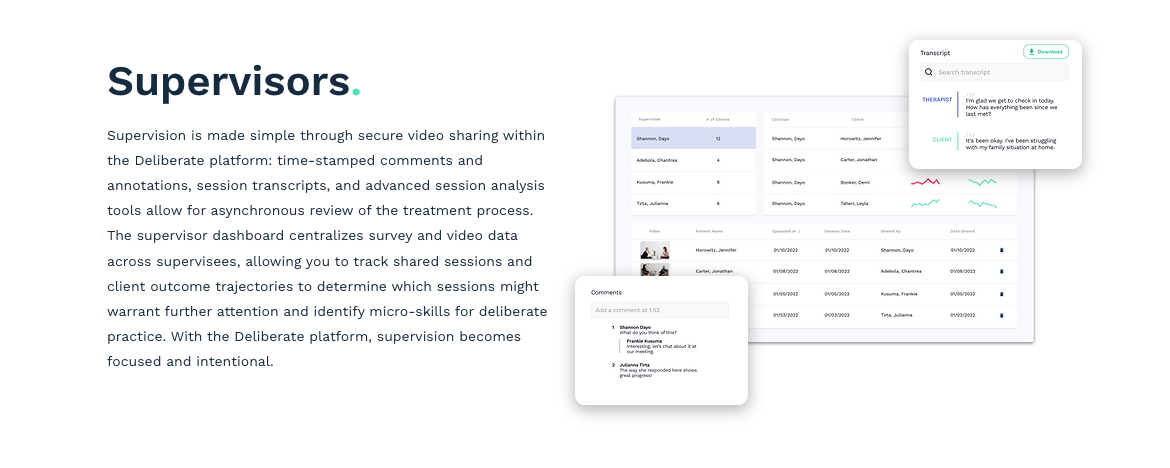 Supervisors.
Supervision is made simple through secure video sharing within
the Deliberate platform: time-stamped comments and
annotations, session transcripts, and advanced session analysis
tools allow for asynchronous review of the treatment process.
The supervisor dashboard centralizes survey and video data
across supervisees, allowing you to track shared sessions and
client outcome trajectories to determine which sessions might
warrant further attention and identify micro-skills for deliberate
practice. With the Deliberate platform, supervision becomes
focused and intentional.
Transcript
Download
Search transcript
THERAPIST
I'm glad we get to check in today.
How has everything been since we
last met?
CLIENT
It's been okay. I've been struggling
with my family situation at home.
Supervisee # of Clients
Shannon, Dayo 12
Adebola, Chantrea 4
Kusuma, Frankie 8
Tirta, Julianna 6
Clinician Client
Shannon, Dayo Horowitz, Jennifer
Shannon, Dayo Carter, Jonathan
Shannon, Dayo Booker, Demi
Shannon, Dayo Taheri, Leyla
Video Patient Name Uploaded at ↓ Session Date Shared by Date Shared
Horowitz, Jennifer 01/10/2022 01/10/2022 Shannon, Dayo 01/10/2022
Carter, Jonathan 01/08/2022 01/08/2022 Adebola, Chantrea 01/08/2022
01/05/2022 01/05/2022 Kusuma, Frankie 01/05/2022
01/03/2022 01/03/2022 Tirta, Julianna 01/03/2022
Comments
Add a comment at 1:53
1 Shannon Dayo
What do you think of this?
Frankie Kusuma
Interesting, let's chat about it at
our meeting.
2 Julianna Tirta
The way she responded here shows
great progress!